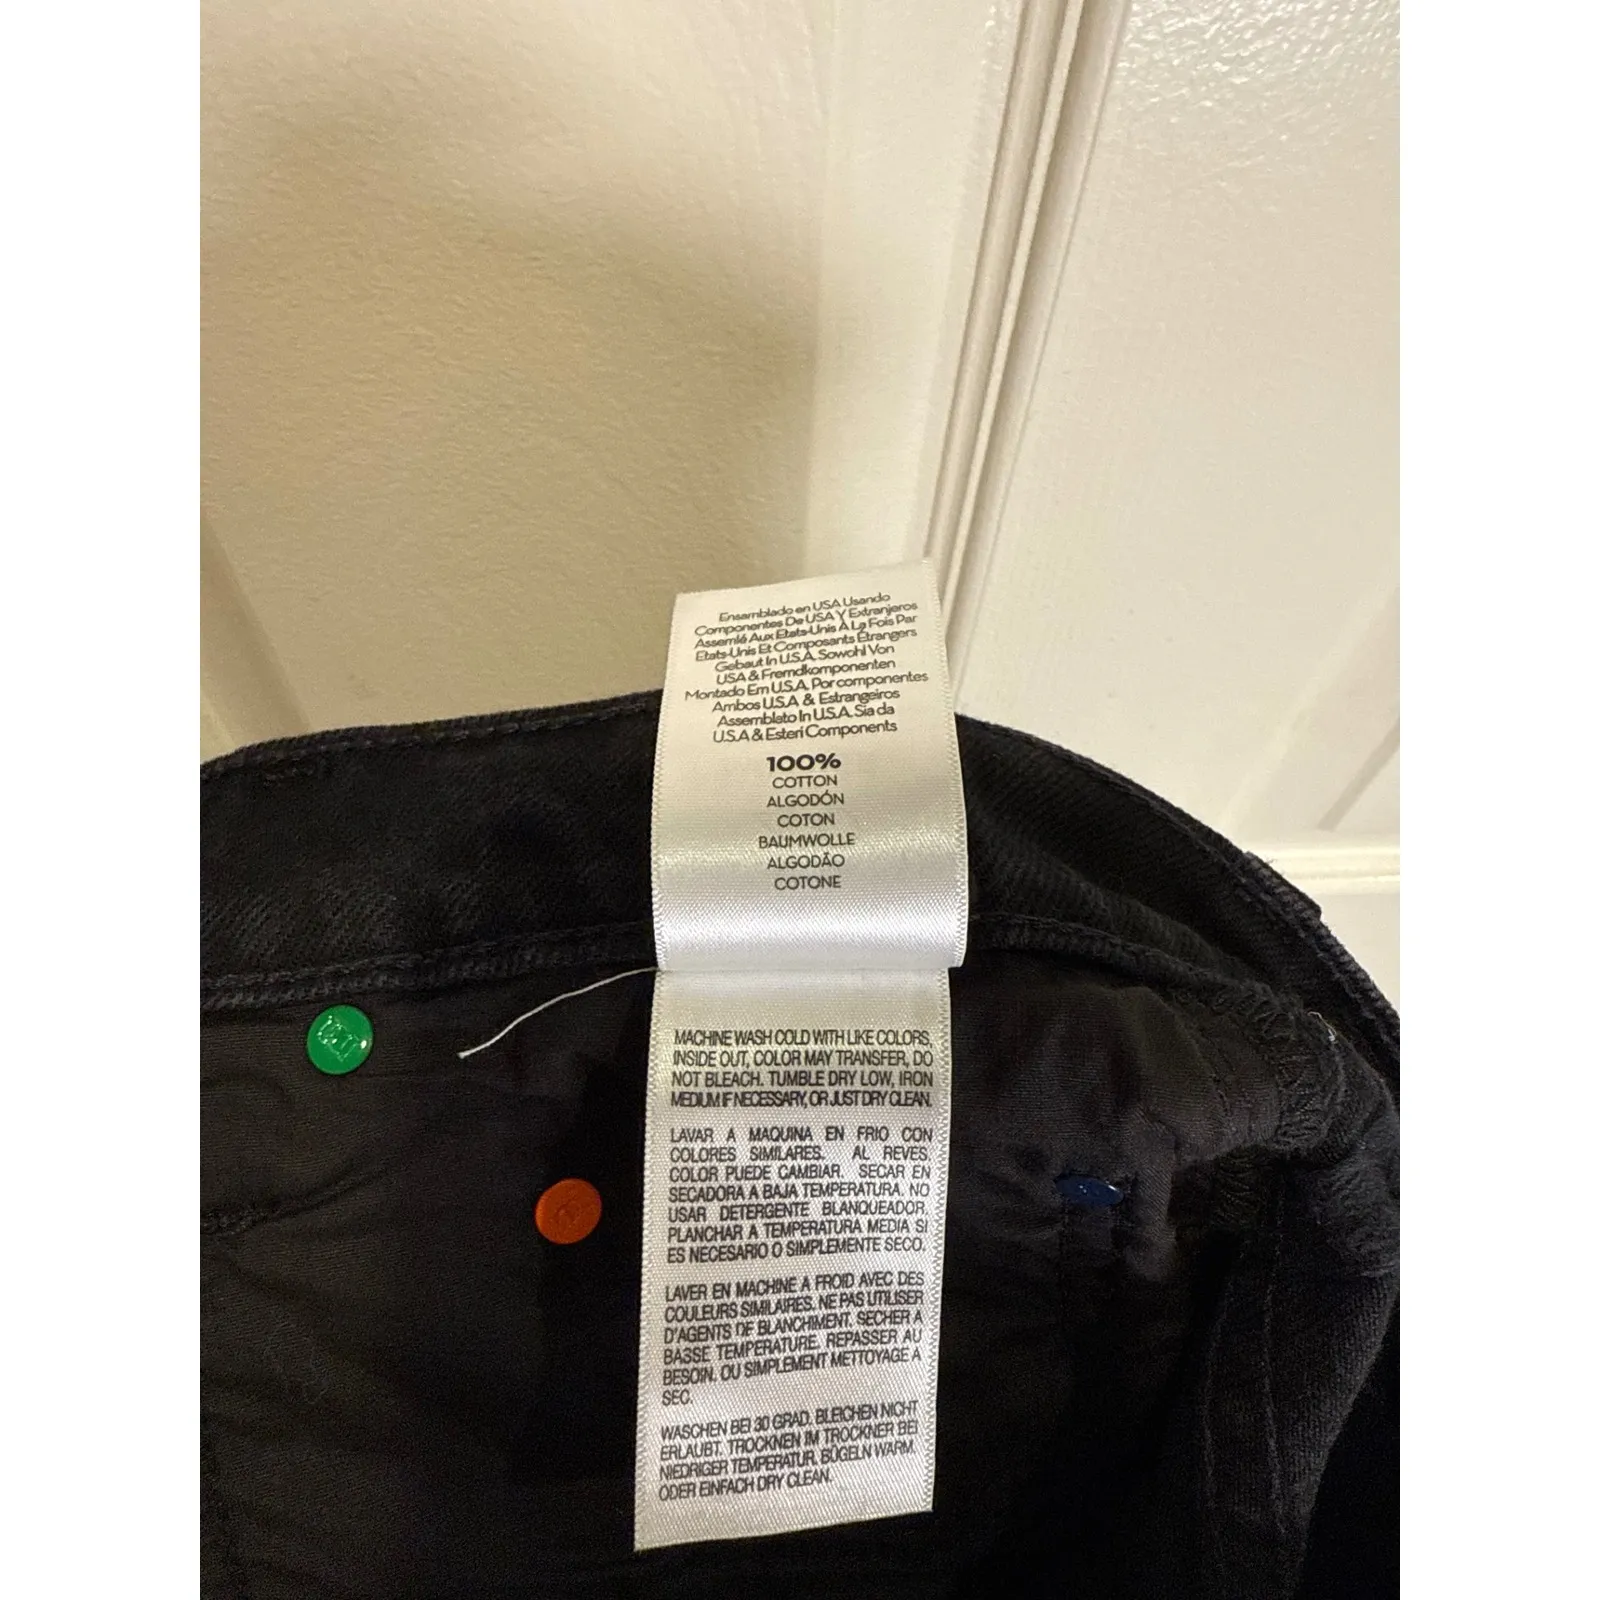 Ensamblado en USA Usando
Componentes De USA Y Extranjeros
Assemlé Aux Etats-Unis À La Fois Par
Etats-Unis Et Composants Étrangers
Gebaut In U.S.A. Sowohl Von
USA & Fremdkomponenten
Montado Em U.S.A. Por componentes
Ambos U.S.A & Estrangeiros
Assemblato In U.S.A. Sia da
U.S.A & Esteri Components
100%
COTTON
ALGODÓN
COTON
BAUMWOLLE
ALGODÃO
COTONE
MACHINE WASH COLD WITH LIKE COLORS,
INSIDE OUT, COLOR MAY TRANSFER, DO
NOT BLEACH. TUMBLE DRY LOW, IRON
MEDIUM IF NECESSARY, OR JUST DRY CLEAN.
LAVAR A MAQUINA EN FRIO CON
COLORES SIMILARES. AL REVES,
COLOR PUEDE CAMBIAR. SECAR EN
SECADORA A BAJA TEMPERATURA. NO
USAR DETERGENTE BLANQUEADOR.
PLANCHAR A TEMPERATURA MEDIA SI
ES NECESARIO O SIMPLEMENTE SECO.
LAVER EN MACHINE A FROID AVEC DES
COULEURS SIMILAIRES. NE PAS UTILISER
D'AGENTS DE BLANCHIMENT. SECHER A
BASSE TEMPERATURE. REPASSER AU
BESOIN. OU SIMPLEMENT METTOYAGE A
SEC.
WASCHEN BEI 30 GRAD. BLEICHEN NICHT
ERLAUBT. TROCKNEN IM TROCKNER BEI
NIEDRIGER TEMPERATUR. BÜGELN WARM.
ODER EINFACH DRY CLEAN.